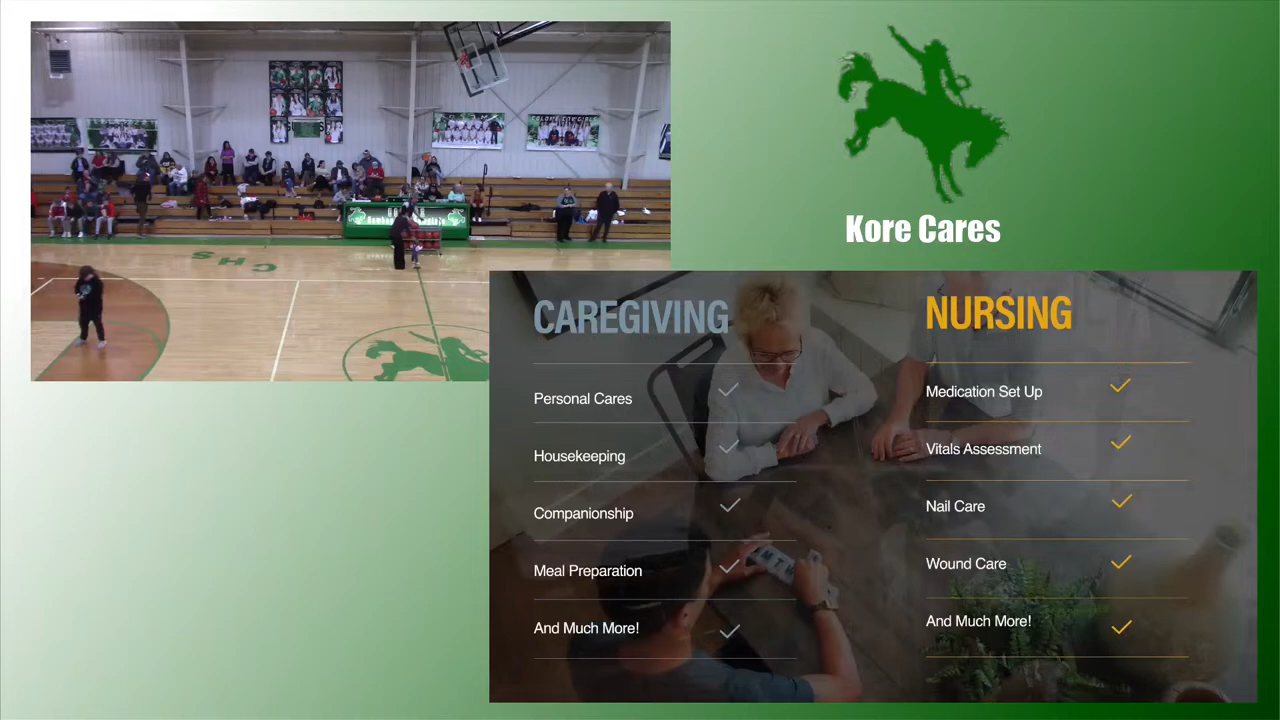 CHS
Kore Cares
CAREGIVING
Personal Cares
Housekeeping
Companionship
Meal Preparation
And Much More!
NURSING
Medication Set Up
Vitals Assessment
Nail Care
Wound Care
And Much More!